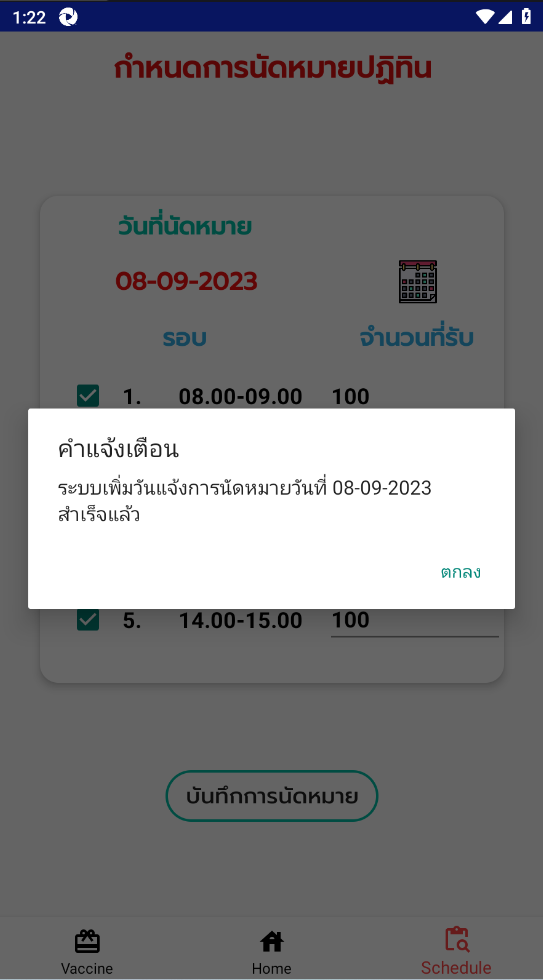 1:22
กำหนดการนัดหมายปฏิทิน
วันที่นัดหมาย
08-09-2023
รอบ จำนวนที่รับ
1. 08.00-09.00 100
คำแจ้งเตือน
ระบบเพิ่มวันแจ้งการนัดหมายวันที่ 08-09-2023
สำเร็จแล้ว
ตกลง
5. 14.00-15.00 100
บันทึกการนัดหมาย
Vaccine Home Schedule